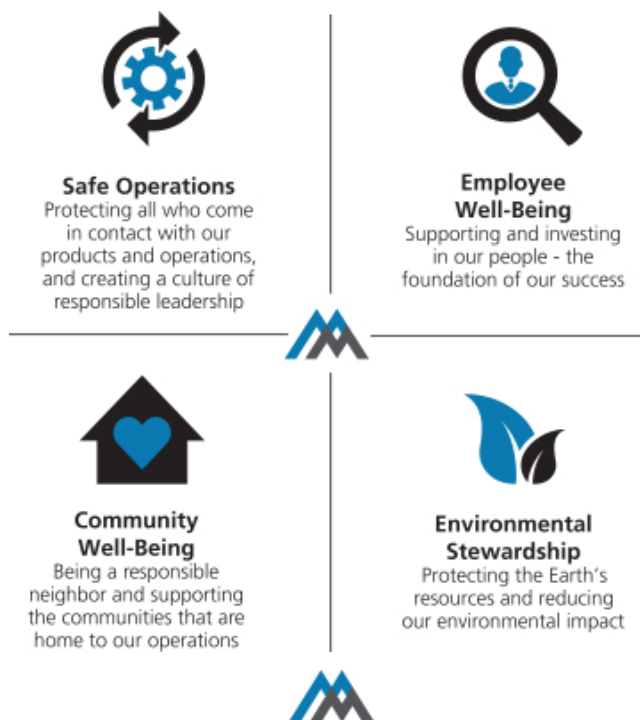 Safe Operations
Protecting all who come
in contact with our
products and operations,
and creating a culture of
responsible leadership
Employee
Well-Being
Supporting and investing
in our people - the
foundation of our success
Community
Well-Being
Being a responsible
neighbor and supporting
the communities that are
home to our operations
Environmental
Stewardship
Protecting the Earth's
resources and reducing
our environmental impact